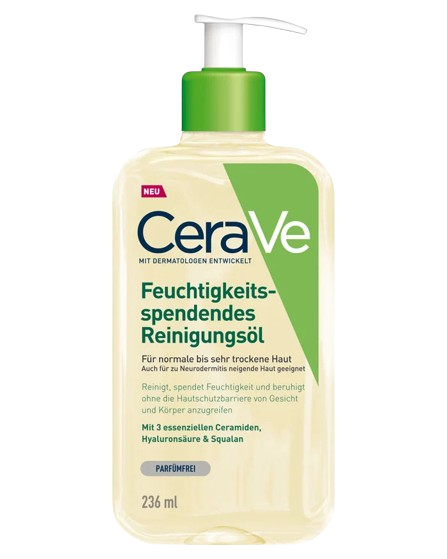 NEU
CeraVe
MIT DERMATOLOGEN ENTWICKELT
Feuchtigkeits-
spendendes
Reinigungsöl
Für normale bis sehr trockene Haut
Auch für zu Neurodermitis neigende Haut geeignet
Reinigt, spendet Feuchtigkeit und beruhigt
ohne die Hautschutzbarriere von Gesicht
und Körper anzugreifen
Mit 3 essenziellen Ceramiden,
Hyaluronsäure & Squalan
PARFÜMFREI
236 ml